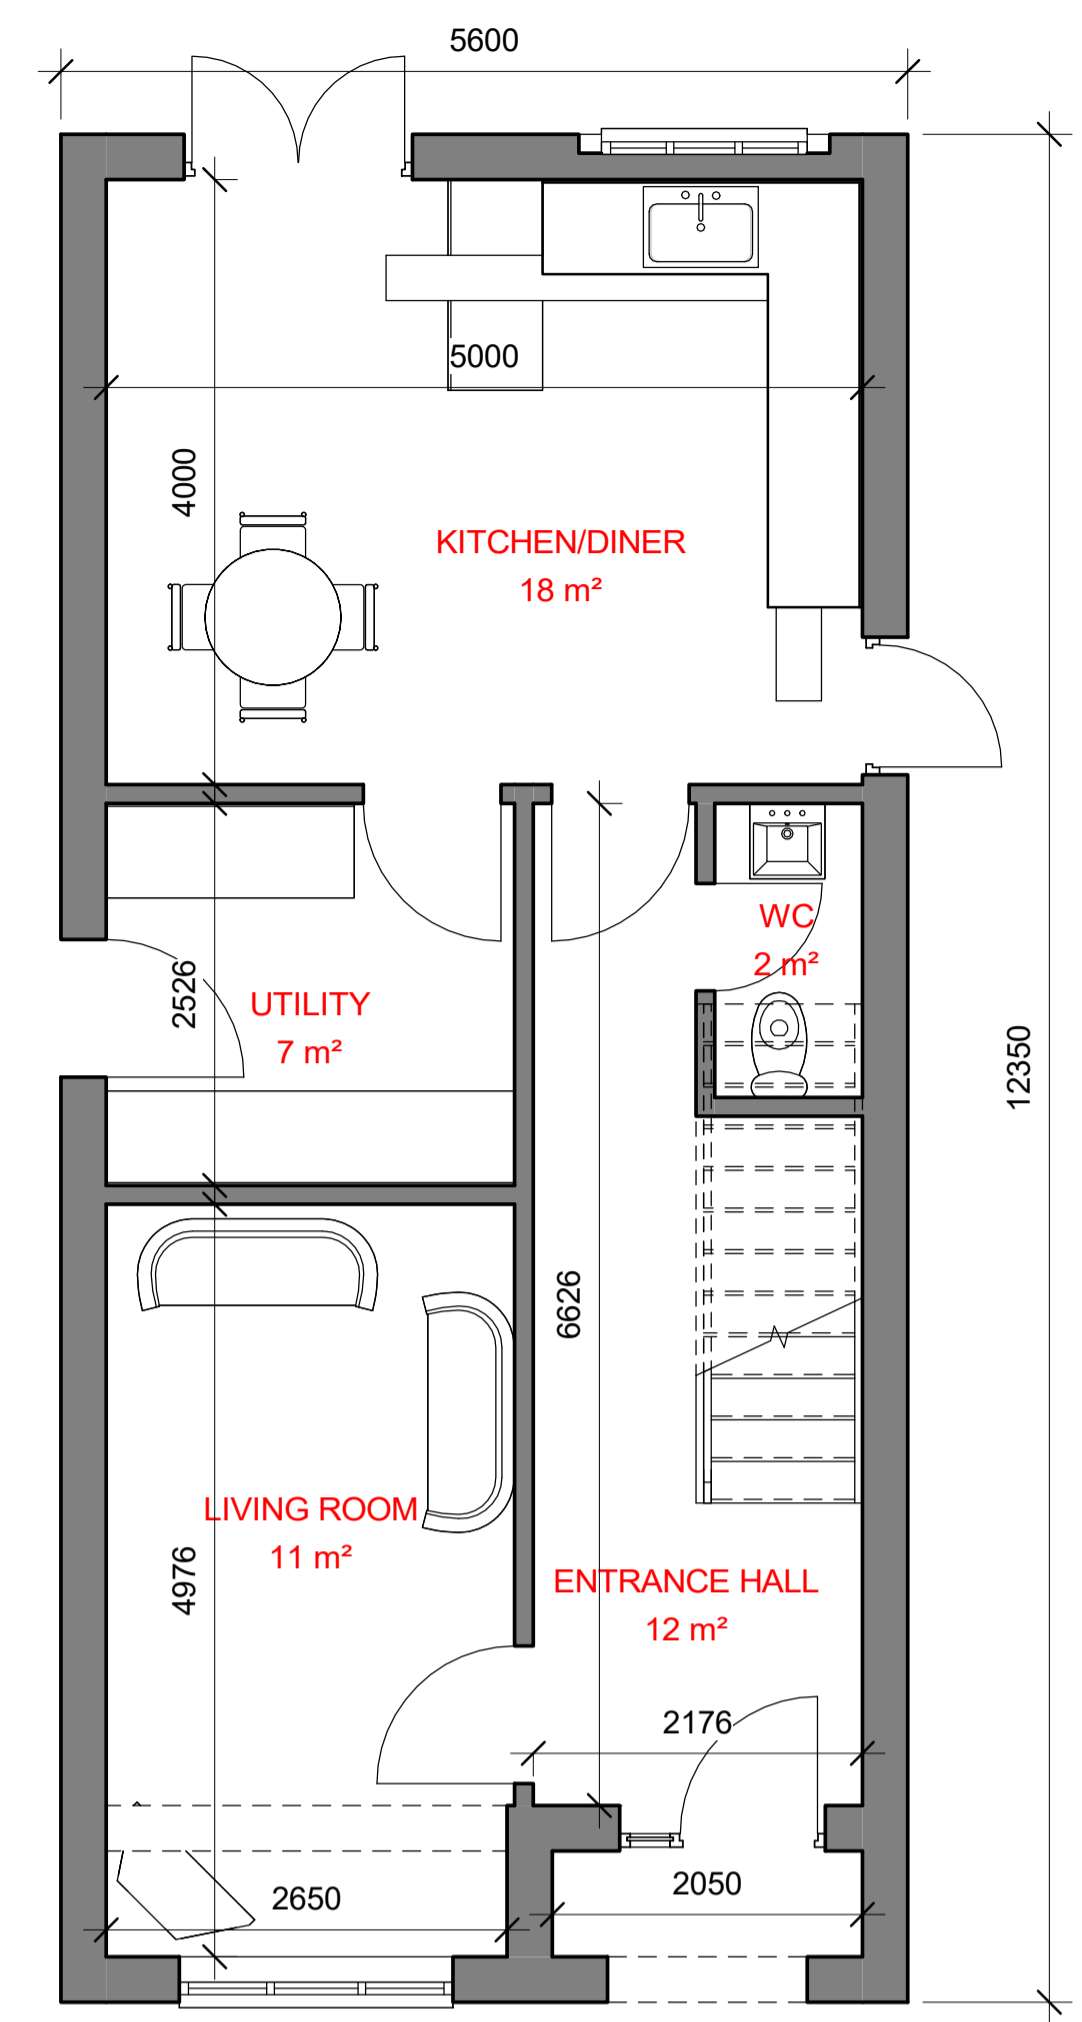 5600
5000
4000
KITCHEN/DINER
18 m²
WC
2 m²
2526
UTILITY
7 m²
12350
6626
LIVING ROOM
11 m²
4976
ENTRANCE HALL
12 m²
2176
2050
2650